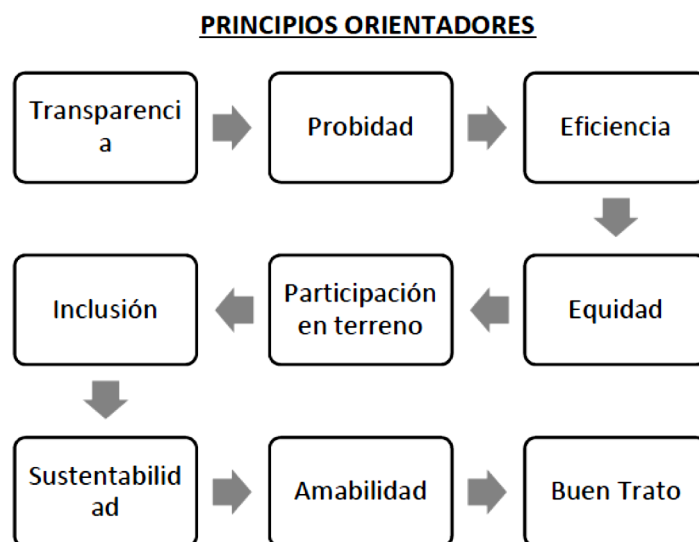 PRINCIPIOS ORIENTADORES
Transparenci
a
Probidad
Eficiencia
Equidad
Participación
en terreno
Inclusión
Sustentabilid
ad
Amabilidad
Buen Trato